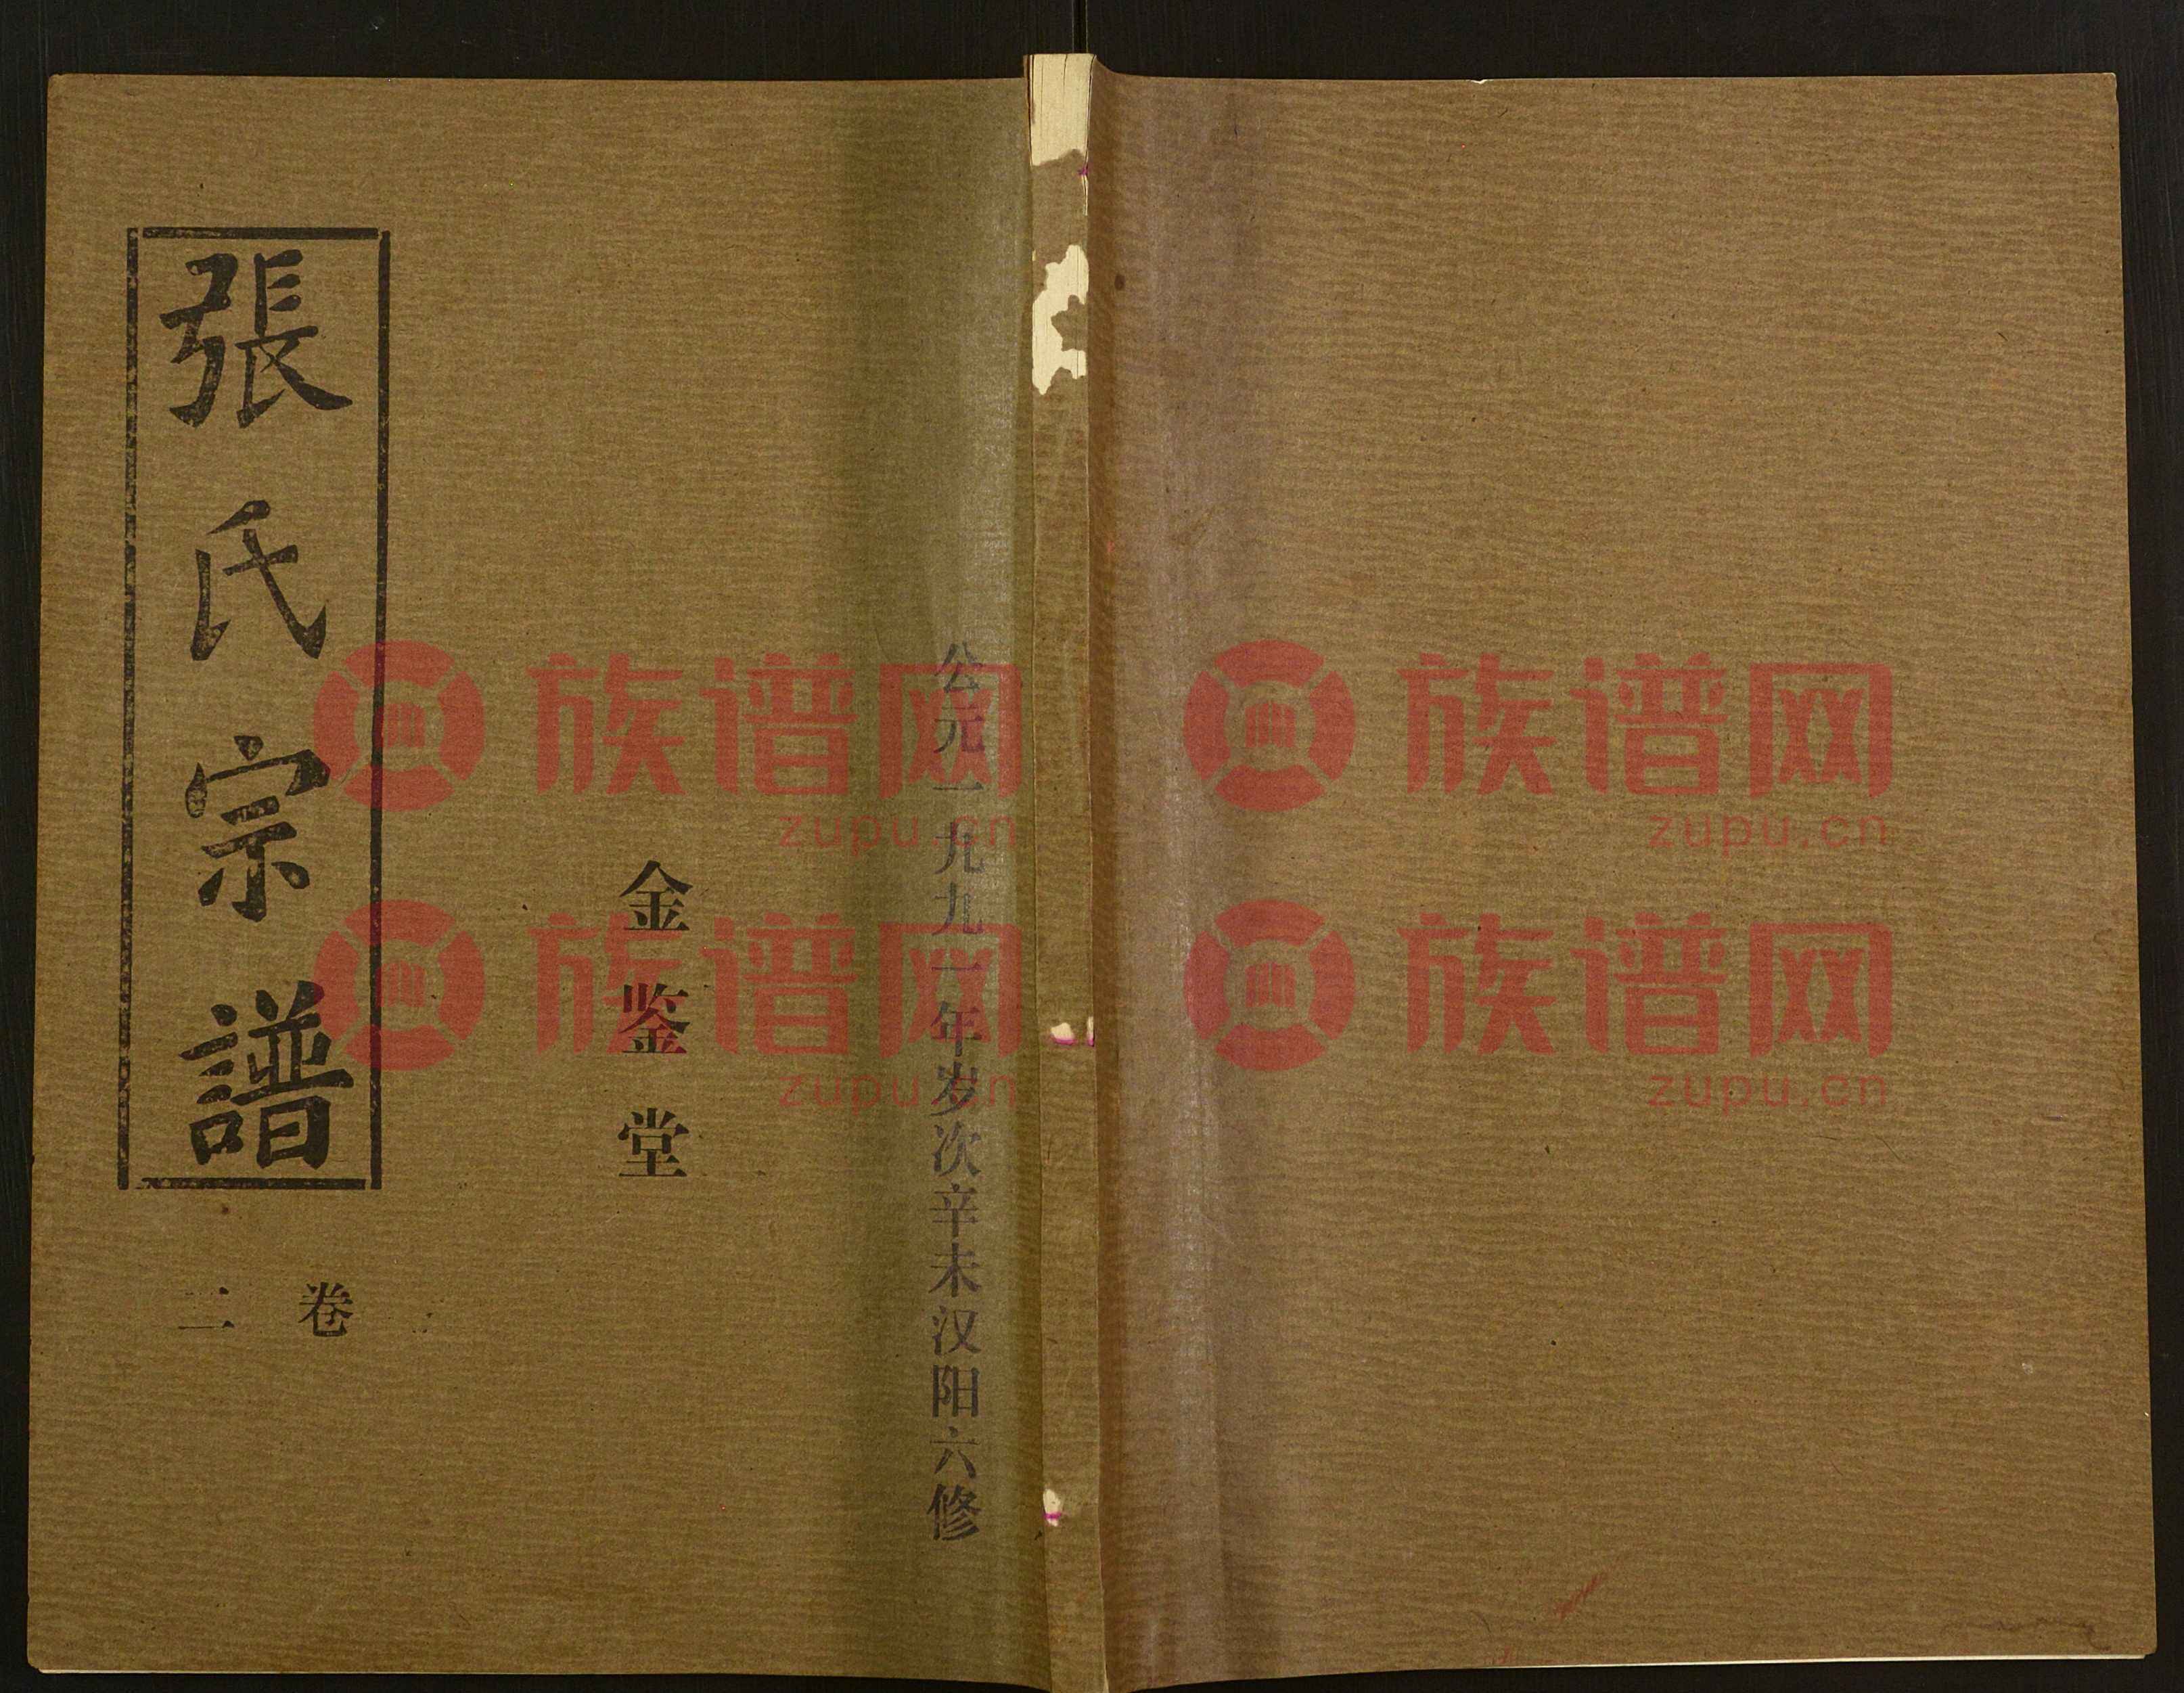 公元一九九一年岁次辛未汉阳六修
金鉴堂
張氏宗譜
卷二
族谱网
zupu.cn
族谱网
zupu.cn
族谱网
zupu.cn
族谱网
zupu.cn